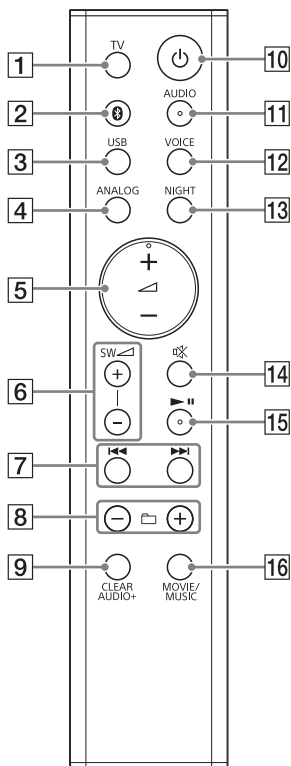 TV
1
10
AUDIO
2
11
USB
VOICE
3
12
ANALOG
NIGHT
4
13
+
5
−
SW
6
+
−
14
15
7
8
−
+
9
CLEAR
AUDIO+
MOVIE/
MUSIC
16